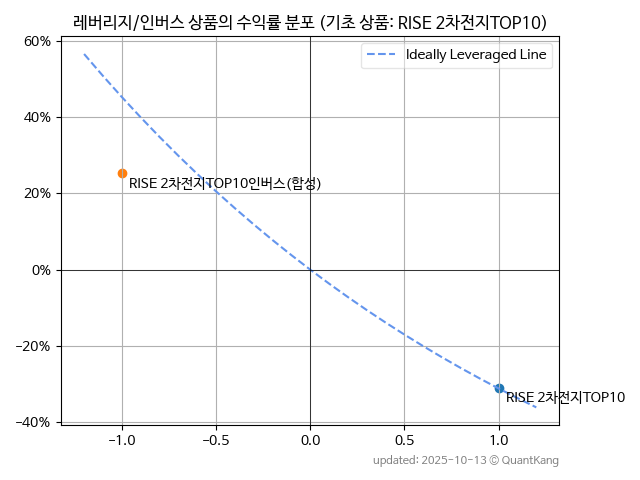 레버리지/인버스 상품의 수익률 분포 (기초 상품: RISE 2차전지TOP10)
60%
Ideally Leveraged Line
40%
RISE 2차전지TOP10인버스(합성)
20%
0%
-20%
RISE 2차전지TOP10
-40%
-1.0 -0.5 0.0 0.5 1.0
updated: 2025-10-13 © QuantKang